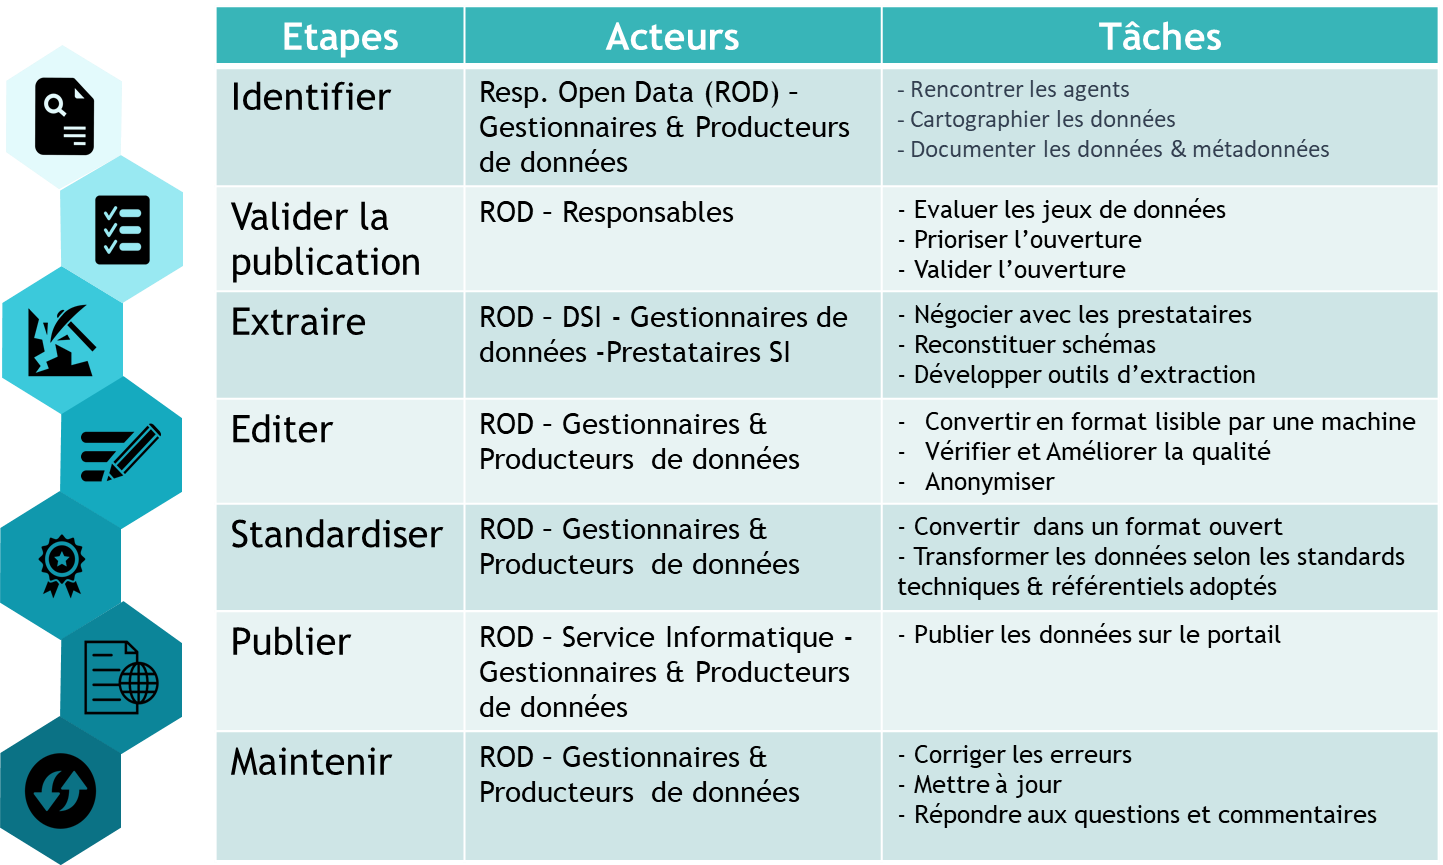 Etapes
Acteurs
Tâches
Identifier
Resp. Open Data (ROD) –
Gestionnaires & Producteurs
de données
- Rencontrer les agents
- Cartographier les données
- Documenter les données & métadonnées
Valider la
publication
ROD – Responsables
- Evaluer les jeux de données
- Prioriser l’ouverture
- Valider l’ouverture
Extraire
ROD – DSI - Gestionnaires de
données -Prestataires SI
- Négocier avec les prestataires
- Reconstituer schémas
- Développer outils d’extraction
Editer
ROD – Gestionnaires &
Producteurs de données
- Convertir en format lisible par une machine
- Vérifier et Améliorer la qualité
- Anonymiser
Standardiser
ROD – Gestionnaires &
Producteurs de données
- Convertir dans un format ouvert
- Transformer les données selon les standards
techniques & référentiels adoptés
Publier
ROD – Service Informatique -
Gestionnaires & Producteurs
de données
- Publier les données sur le portail
Maintenir
ROD – Gestionnaires &
Producteurs de données
- Corriger les erreurs
- Mettre à jour
- Répondre aux questions et commentaires